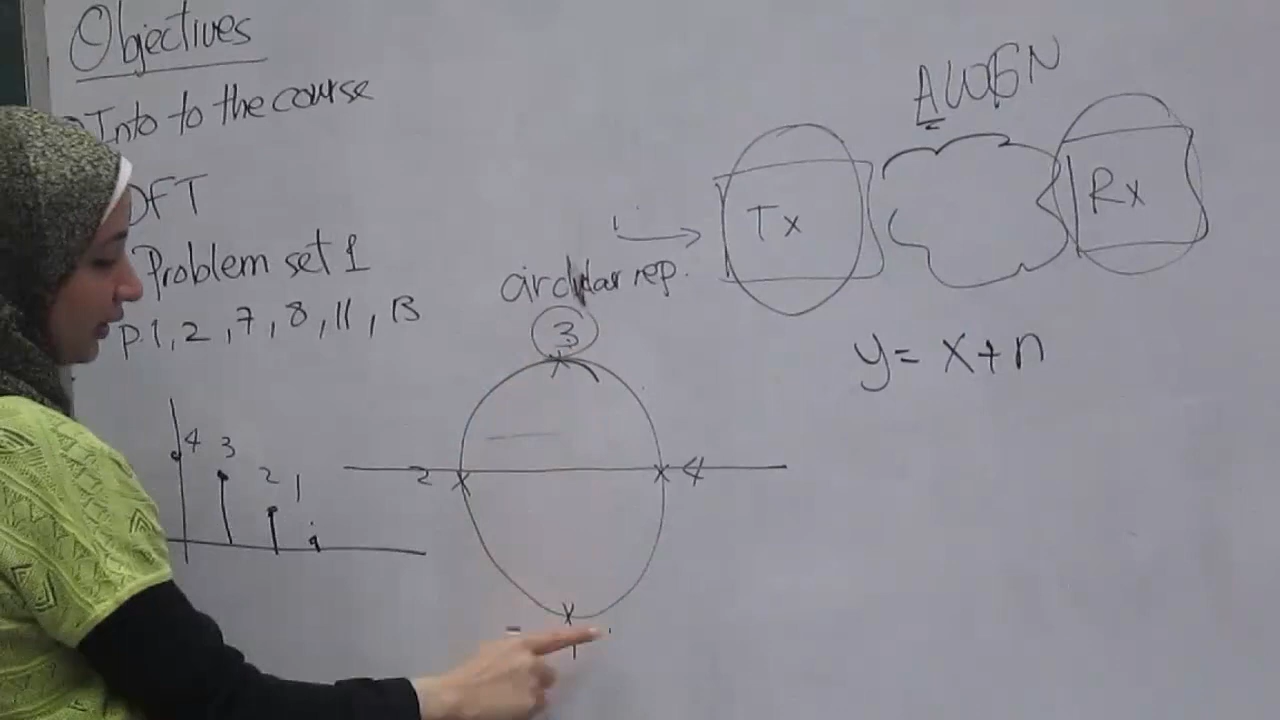 Objectives
Into to the course
DFT
Problem set 1
P.1, 2, 7, 8, 11, 13
4 3 2 1
circular rep.
3
2 4
1
AWGN
Tx Rx
y = x + n